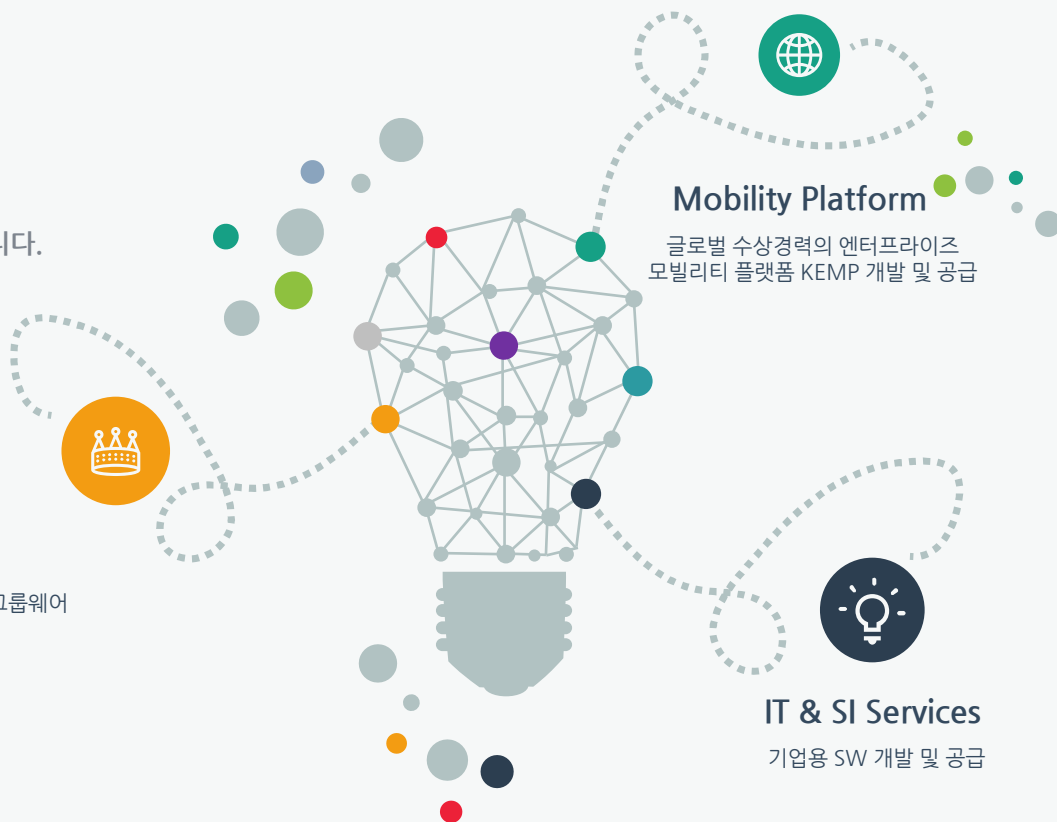 Mobility Platform
니다.
글로벌 수상경력의 엔터프라이즈
모빌리티 플랫폼 KEMP 개발 및 공급
그룹웨어
IT & SI Services
기업용 SW 개발 및 공급